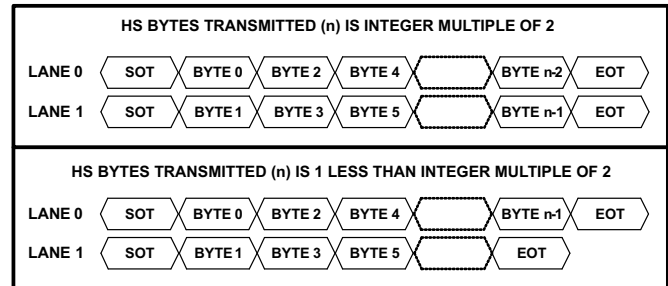 HS BYTES TRANSMITTED (n) IS INTEGER MULTIPLE OF 2
LANE 0 SOT BYTE 0 BYTE 2 BYTE 4 BYTE n-2 EOT
LANE 1 SOT BYTE 1 BYTE 3 BYTE 5 BYTE n-1 EOT
HS BYTES TRANSMITTED (n) IS 1 LESS THAN INTEGER MULTIPLE OF 2
LANE 0 SOT BYTE 0 BYTE 2 BYTE 4 BYTE n-1 EOT
LANE 1 SOT BYTE 1 BYTE 3 BYTE 5 EOT